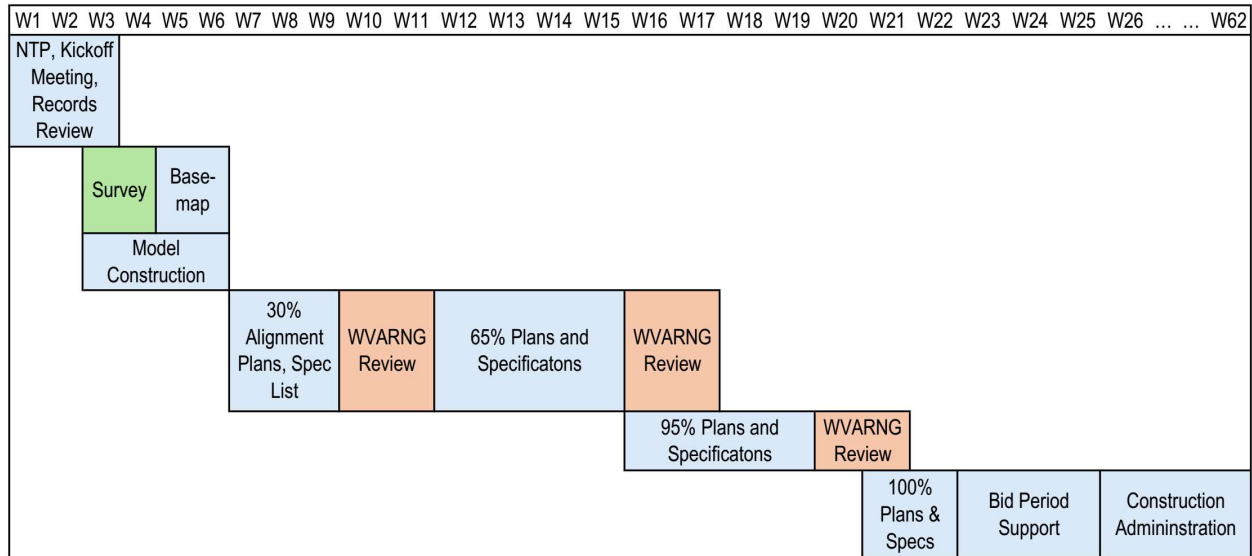 W1 W2 W3 W4 W5 W6 W7 W8 W9 W10 W11 W12 W13 W14 W15 W16 W17 W18 W19 W20 W21 W22 W23 W24 W25 W26 ... ... W62
NTP, Kickoff
Meeting,
Records
Review
Survey
Base-
map
Model
Construction
30%
Alignment
Plans, Spec
List
WVARNG
Review
65% Plans and
Specificatons
WVARNG
Review
95% Plans and
Specificatons
WVARNG
Review
100%
Plans &
Specs
Bid Period
Support
Construction
Admininstration